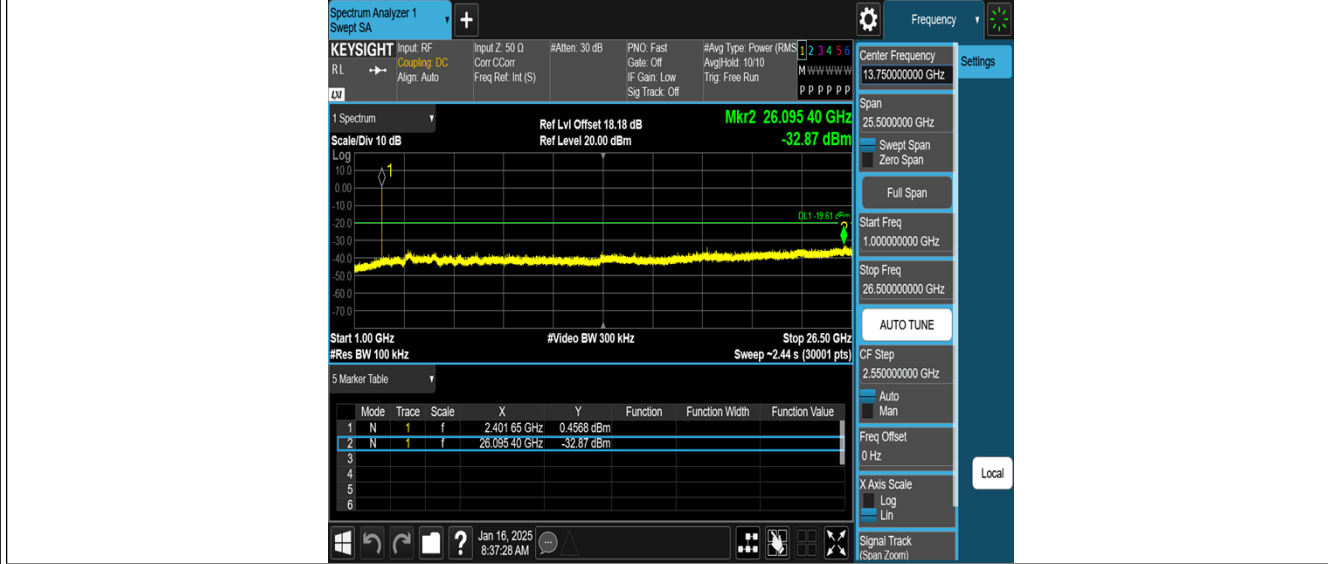 Spectrum Analyzer 1
Swept SA
+
Frequency
KEYSIGHT
RL
LXI
Input: RF
Coupling: DC
Align: Auto
Input Z: 50 Ω
Corr CCorr
Freq Ref: Int (S)
#Atten: 30 dB
PNO: Fast
Gate: Off
IF Gain: Low
Sig Track: Off
#Avg Type: Power (RMS
Avg|Hold: 10/10
Trig: Free Run
1 2 3 4 5 6
M W W W W W
P P P P P P
1 Spectrum
Scale/Div 10 dB
Ref Lvl Offset 18.18 dB
Ref Level 20.00 dBm
Mkr2 26.095 40 GHz
-32.87 dBm
Log
10.0
0.00
-10.0
-20.0
-30.0
-40.0
-50.0
-60.0
-70.0
1
DL1 -19.61 dBm
2
Start 1.00 GHz
#Res BW 100 kHz
#Video BW 300 kHz
Stop 26.50 GHz
Sweep ~2.44 s (30001 pts)
5 Marker Table
Mode Trace Scale X Y Function Function Width Function Value
1 N 1 f 2.401 65 GHz 0.4568 dBm
2 N 1 f 26.095 40 GHz -32.87 dBm
3
4
5
6
?
Jan 16, 2025
8:37:28 AM
Center Frequency
13.750000000 GHz
Span
25.5000000 GHz
Swept Span
Zero Span
Full Span
Start Freq
1.000000000 GHz
Stop Freq
26.500000000 GHz
AUTO TUNE
CF Step
2.550000000 GHz
Auto
Man
Freq Offset
0 Hz
X Axis Scale
Log
Lin
Signal Track
(Span Zoom)
Settings
Local